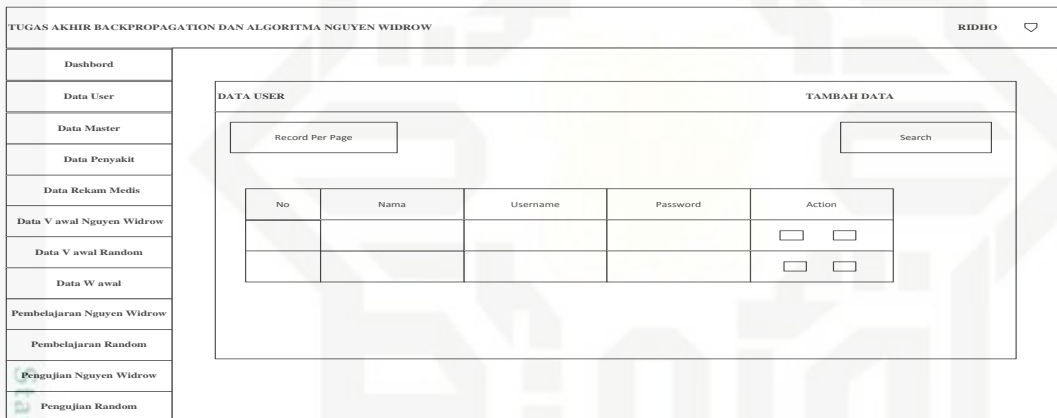 TUGAS AKHIR BACKPROPAGATION DAN ALGORITMA NGUYEN WIDROW RIDHO
Dashbord
Data User
Data Master
Data Penyakit
Data Rekam Medis
Data V awal Nguyen Widrow
Data V awal Random
Data W awal
Pembelajaran Nguyen Widrow
Pembelajaran Random
Pengujian Nguyen Widrow
Pengujian Random
DATA USER TAMBAH DATA
Record Per Page Search
No Nama Username Password Action
Sta